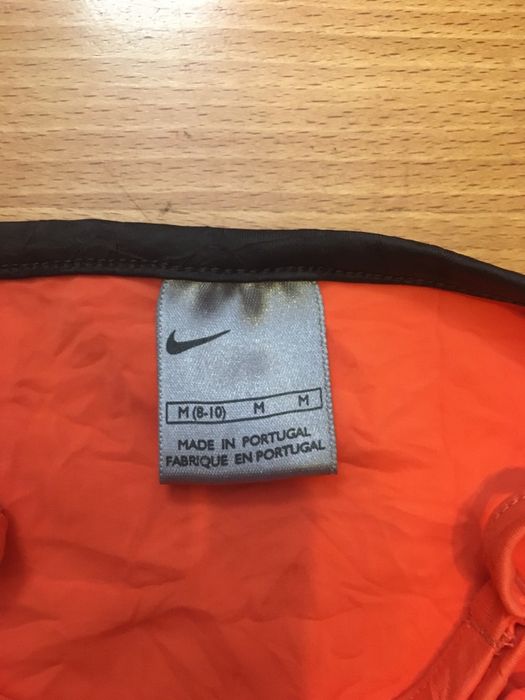 M (8-10) M M
MADE IN PORTUGAL
FABRIQUE EN PORTUGAL